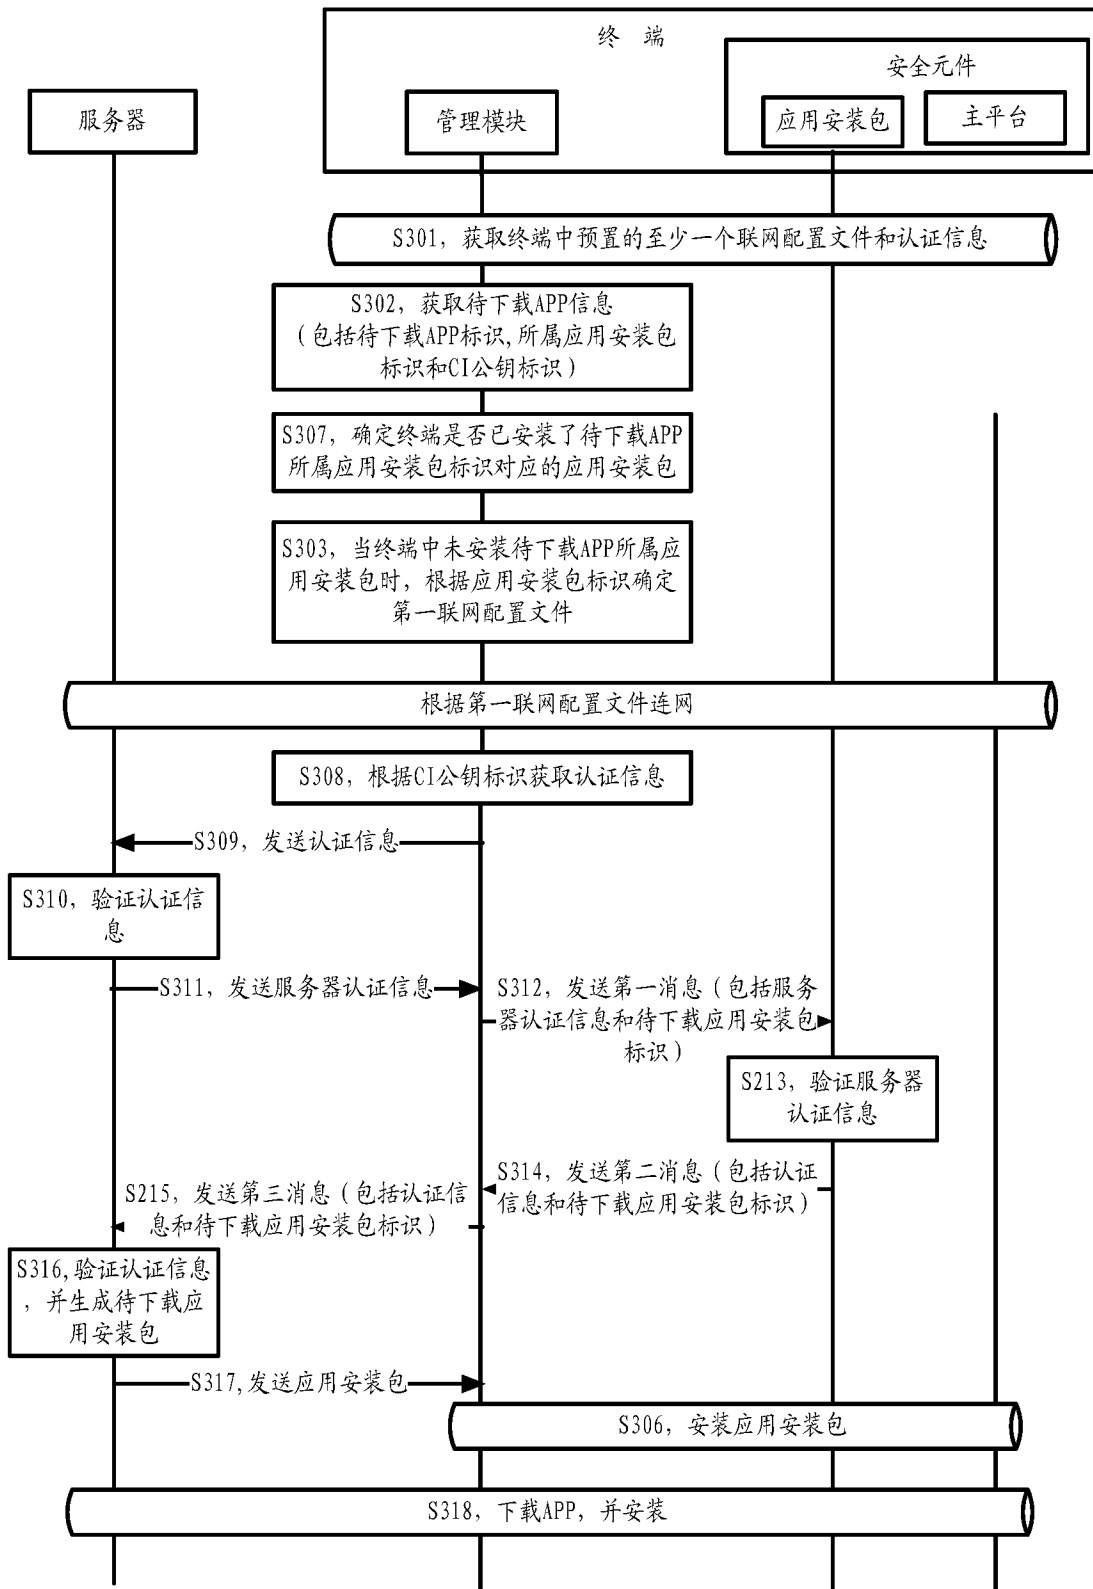 终 端
安全元件
服务器
管理模块
应用安装包
主平台
S301，获取终端中预置的至少一个联网配置文件和认证信息
S302，获取待下载APP信息
（包括待下载APP标识,所属应用安装包
标识和CI公钥标识）
S307，确定终端是否已安装了待下载APP
所属应用安装包标识对应的应用安装包
S303，当终端中未安装待下载APP所属应
用安装包时，根据应用安装包标识确定
第一联网配置文件
根据第一联网配置文件连网
S308，根据CI公钥标识获取认证信息
S309，发送认证信息
S310，验证认证信
息
S311，发送服务器认证信息
S312，发送第一消息（包括服务
器认证信息和待下载应用安装包
标识）
S213，验证服务器
认证信息
S314，发送第二消息（包括认证
信息和待下载应用安装包标识）
S215，发送第三消息（包括认证信
息和待下载应用安装包标识）
S316,验证认证信息
，并生成待下载应
用安装包
S317,发送应用安装包
S306，安装应用安装包
S318，下载APP，并安装